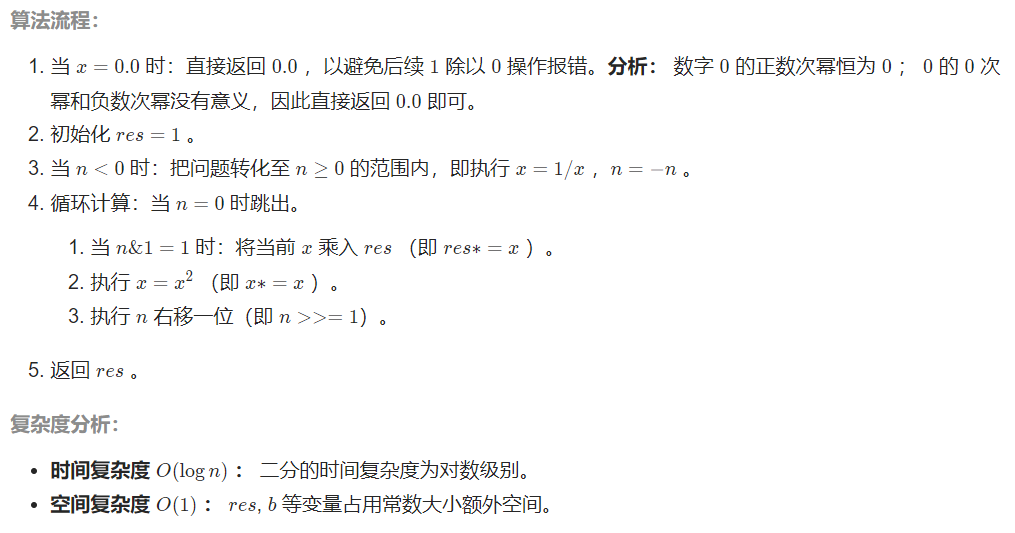 算法流程：
1. 当 x = 0.0 时：直接返回 0.0 ，以避免后续 1 除以 0 操作报错。分析： 数字 0 的正数次幂恒为 0 ； 0 的 0 次
幂和负数次幂没有意义，因此直接返回 0.0 即可。
2. 初始化 res = 1 。
3. 当 n < 0 时：把问题转化至 n ≥ 0 的范围内，即执行 x = 1/x ，n = −n 。
4. 循环计算：当 n = 0 时跳出。
1. 当 n&1 = 1 时：将当前 x 乘入 res （即 res∗ = x ）。
2. 执行 x = x² （即 x∗ = x ）。
3. 执行 n 右移一位（即 n >>= 1）。
5. 返回 res 。
复杂度分析：
• 时间复杂度 O(log n) ： 二分的时间复杂度为对数级别。
• 空间复杂度 O(1) ： res, b 等变量占用常数大小额外空间。